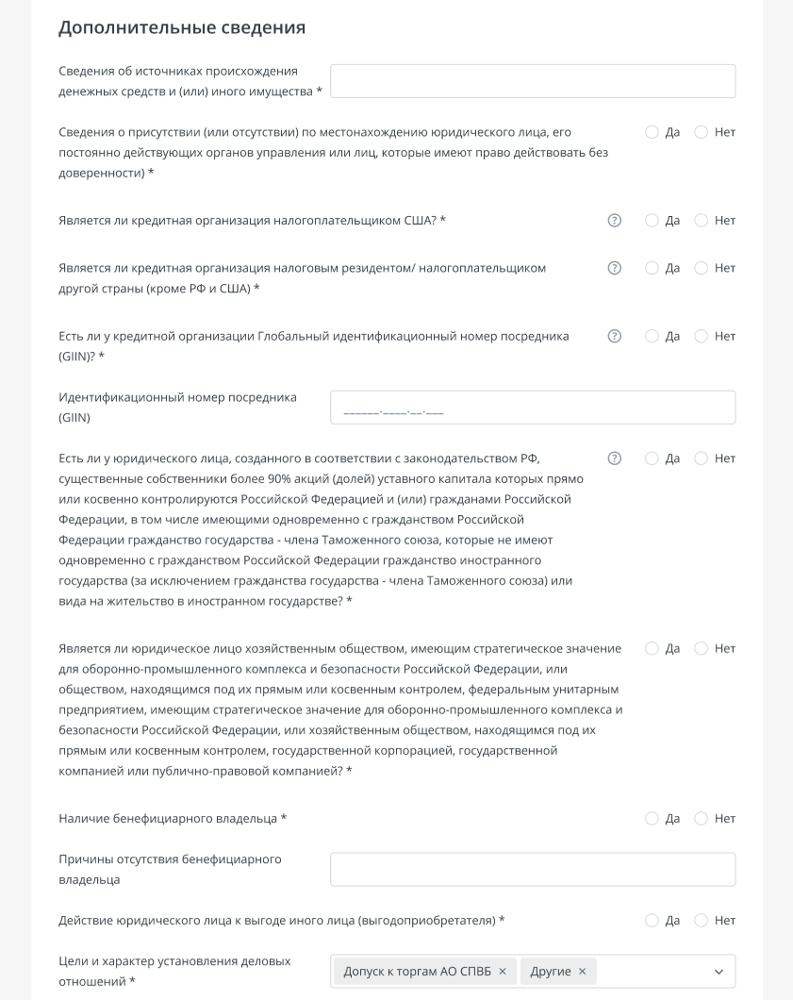 Дополнительные сведения
Сведения об источниках происхождения
денежных средств и (или) иного имущества *
Сведения о присутствии (или отсутствии) по местонахождению юридического лица, его
постоянно действующих органов управления или лиц, которые имеют право действовать без
доверенности) *
Да Нет
Является ли кредитная организация налогоплательщиком США? *
? Да Нет
Является ли кредитная организация налоговым резидентом/ налогоплательщиком
другой страны (кроме РФ и США) *
? Да Нет
Есть ли у кредитной организации Глобальный идентификационный номер посредника
(GIIN)? *
? Да Нет
Идентификационный номер посредника
(GIIN)
______.____.__.___
Есть ли у юридического лица, созданного в соответствии с законодательством РФ,
существенные собственники более 90% акций (долей) уставного капитала которых прямо
или косвенно контролируются Российской Федерацией и (или) гражданами Российской
Федерации, в том числе имеющими одновременно с гражданством Российской
Федерации гражданство государства - члена Таможенного союза, которые не имеют
одновременно с гражданством Российской Федерации гражданство иностранного
государства (за исключением гражданства государства - члена Таможенного союза) или
вида на жительство в иностранном государстве? *
? Да Нет
Является ли юридическое лицо хозяйственным обществом, имеющим стратегическое значение
для оборонно-промышленного комплекса и безопасности Российской Федерации, или
обществом, находящимся под их прямым или косвенным контролем, федеральным унитарным
предприятием, имеющим стратегическое значение для оборонно-промышленного комплекса и
безопасности Российской Федерации, или хозяйственным обществом, находящимся под их
прямым или косвенным контролем, государственной корпорацией, государственной
компанией или публично-правовой компанией? *
Да Нет
Наличие бенефициарного владельца *
Да Нет
Причины отсутствия бенефициарного
владельца
Действие юридического лица к выгоде иного лица (выгодоприобретателя) *
Да Нет
Цели и характер установления деловых
отношений *
Допуск к торгам АО СПВБ × Другие ×